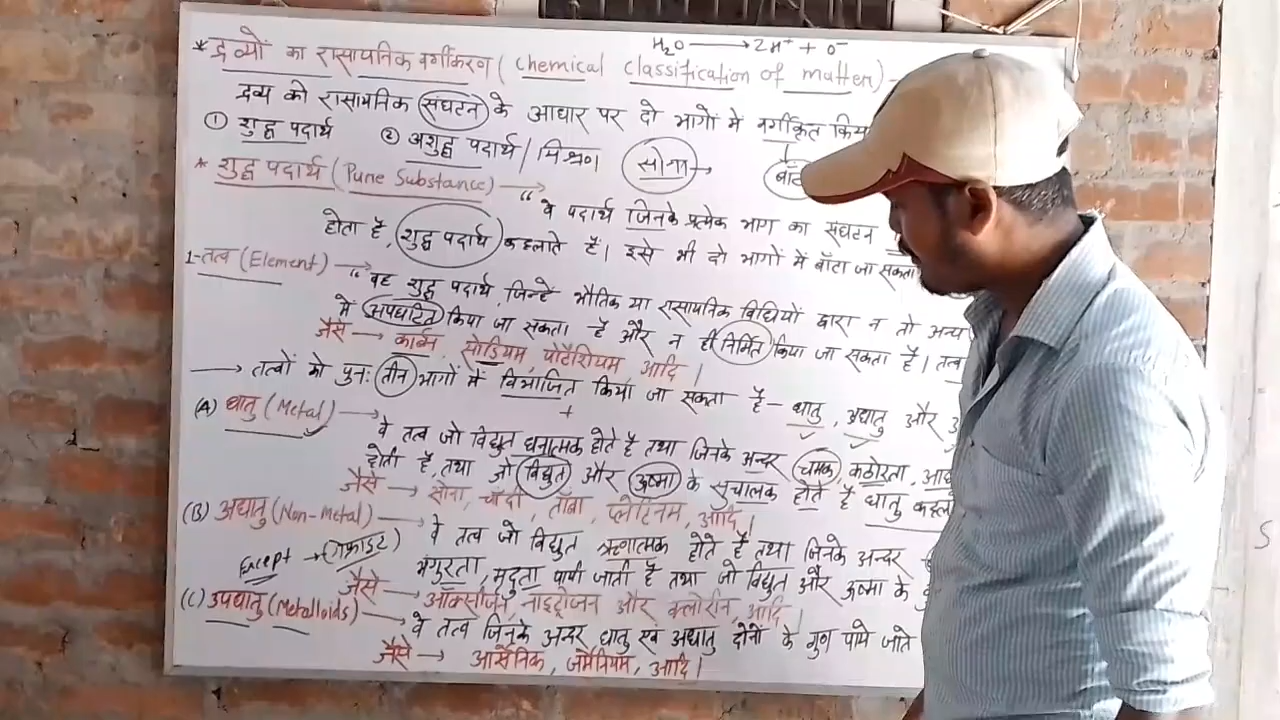 H₂O → 2H⁺ + O⁻
* द्रव्यों का रासायनिक वर्गीकरण (Chemical Classification of matter) –
द्रव्य को रासायनिक संघटन के आधार पर दो भागों में वर्गीकृत किया
① शुद्ध पदार्थ ② अशुद्ध पदार्थ / मिश्रण। सोना →
* शुद्ध पदार्थ (Pure Substance) → "वे पदार्थ जिनके प्रत्येक भाग का संघटन
होता है, शुद्ध पदार्थ कहलाते हैं। इसे भी दो भागों में बाँटा जा सकता
1- तत्व (Element) → "वह शुद्ध पदार्थ, जिन्हें भौतिक या रासायनिक विधियों द्वारा न तो अन्य
में अपघटित किया जा सकता है और न ही निर्मित किया जा सकता है। तत्व
जैसे → कार्बन, सोडियम, पोटैशियम आदि।
→ तत्वों को पुनः तीन भागों में विभाजित किया जा सकता है – धातु, अधातु और
+
(A) धातु (Metal) → वे तत्व जो विद्युत धनात्मक होते है तथा जिनके अन्दर चमक, कठोरता,
होती है, तथा जो विद्युत और ऊष्मा के सुचालक होते है धातु
जैसे → सोना, चाँदी, ताँबा, प्लेटिनम, आदि।
(B) अधातु (Non-Metal) → वे तत्व जो विद्युत ऋणात्मक होते है तथा जिनके अन्दर
Except → (ग्रेफाइट) भंगुरता, मृदुता पायी जाती है तथा जो विद्युत और ऊष्मा के
जैसे → ऑक्सीजन, नाइट्रोजन और क्लोरीन, आदि।
(C) उपधातु (Metalloids) → वे तत्व जिनके अन्दर धातु एवं अधातु दोनों के गुण पाये जाते
जैसे → आर्सेनिक, जर्मेनियम, आदि।